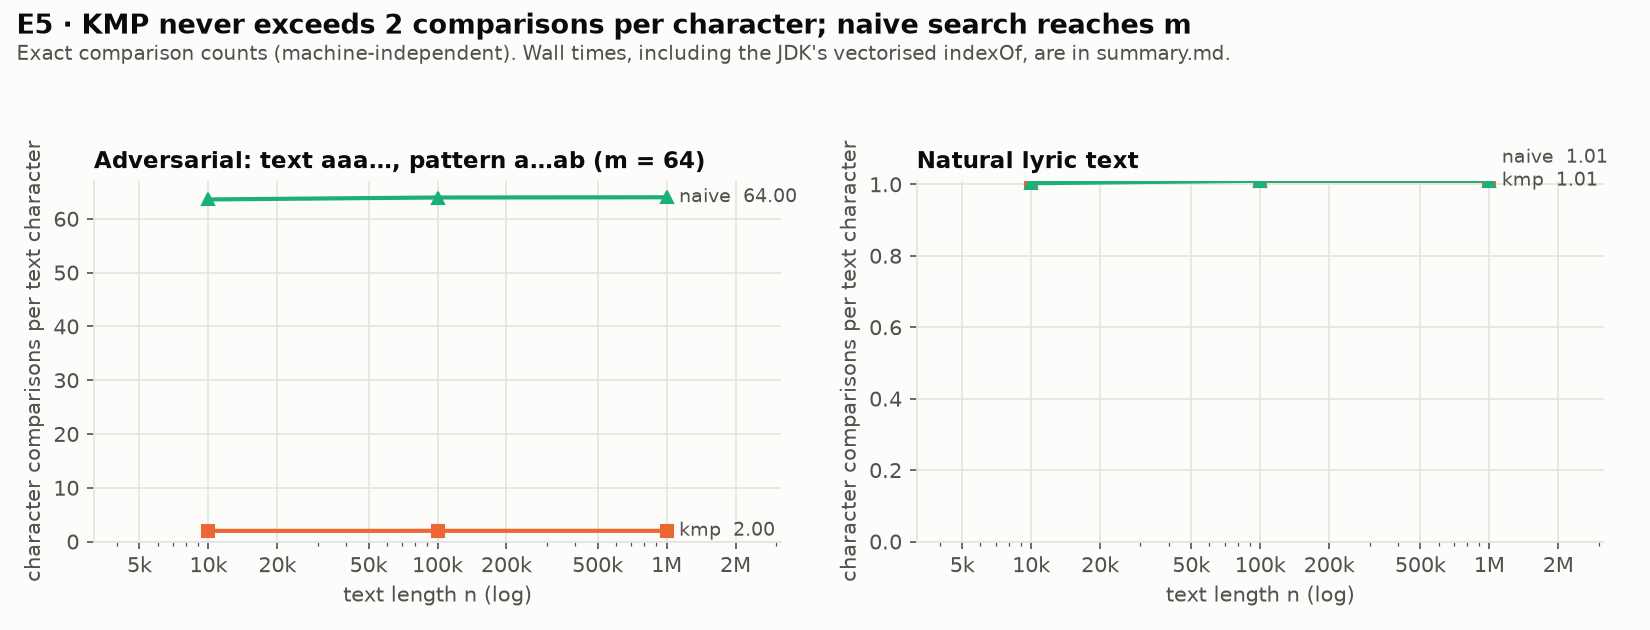 E5 · KMP never exceeds 2 comparisons per character; naive search reaches m
Exact comparison counts (machine-independent). Wall times, including the JDK's vectorised indexOf, are in summary.md.
Adversarial: text aaa…, pattern a…ab (m = 64)
character comparisons per text character
60
50
40
30
20
10
0
naive 64.00
kmp 2.00
5k 10k 20k 50k 100k 200k 500k 1M 2M
text length n (log)
Natural lyric text
character comparisons per text character
1.0
0.8
0.6
0.4
0.2
0.0
naive 1.01
kmp 1.01
5k 10k 20k 50k 100k 200k 500k 1M 2M
text length n (log)